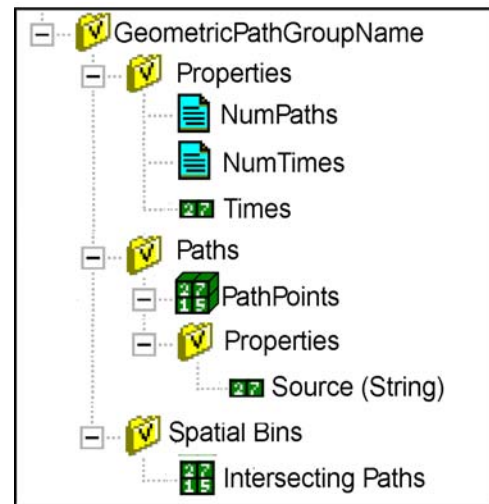 GeometricPathGroupName
Properties
NumPaths
NumTimes
Times
Paths
PathPoints
Properties
Source (String)
Spatial Bins
Intersecting Paths